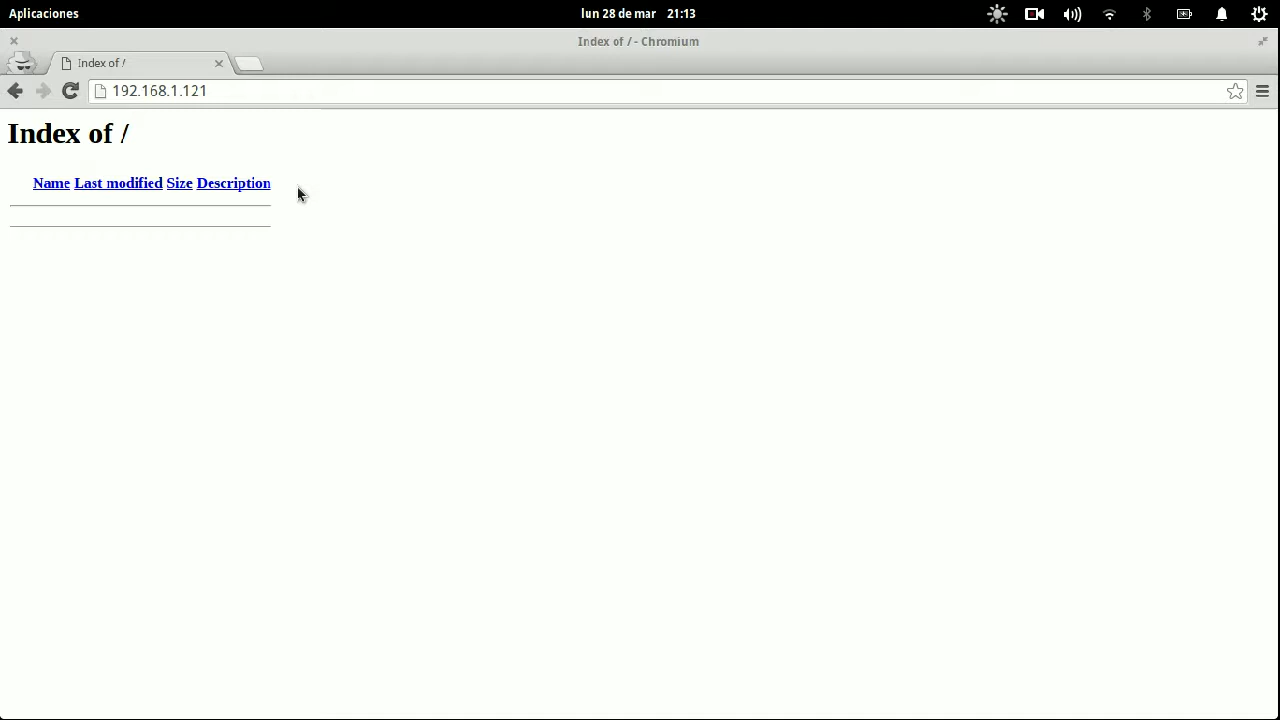 Aplicaciones lun 28 de mar 21:13
Index of / - Chromium
Index of /
192.168.1.121
Index of /
Name Last modified Size Description